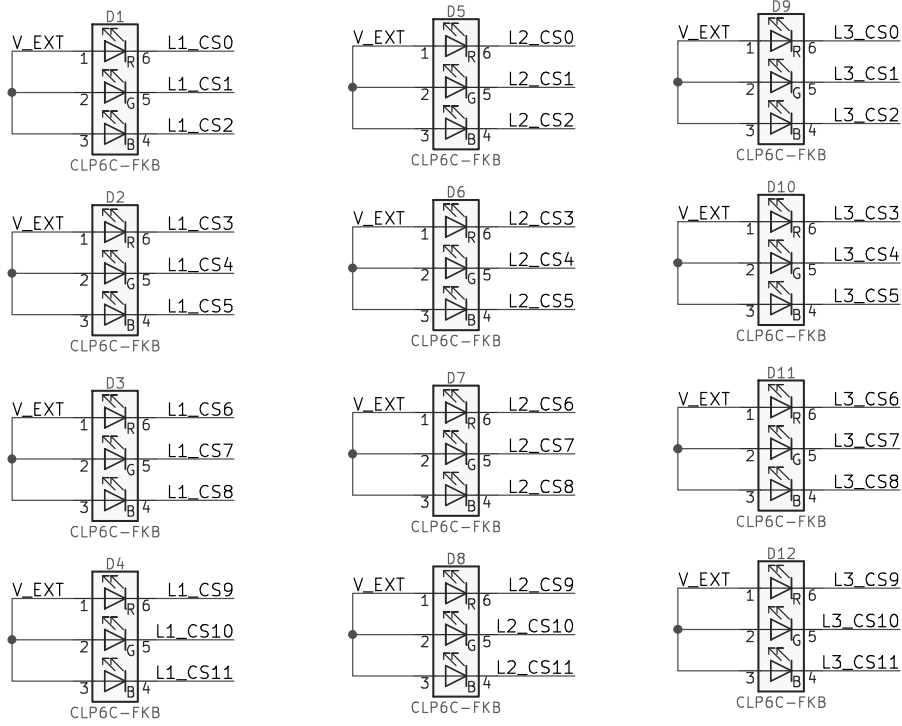 D1
V_EXT 1 R 6 L1_CS0
2 G 5 L1_CS1
3 B 4 L1_CS2
CLP6C-FKB
D5
V_EXT 1 R 6 L2_CS0
2 G 5 L2_CS1
3 B 4 L2_CS2
CLP6C-FKB
D9
V_EXT 1 R 6 L3_CS0
2 G 5 L3_CS1
3 B 4 L3_CS2
CLP6C-FKB
D2
V_EXT 1 R 6 L1_CS3
2 G 5 L1_CS4
3 B 4 L1_CS5
CLP6C-FKB
D6
V_EXT 1 R 6 L2_CS3
2 G 5 L2_CS4
3 B 4 L2_CS5
CLP6C-FKB
D10
V_EXT 1 R 6 L3_CS3
2 G 5 L3_CS4
3 B 4 L3_CS5
CLP6C-FKB
D3
V_EXT 1 R 6 L1_CS6
2 G 5 L1_CS7
3 B 4 L1_CS8
CLP6C-FKB
D7
V_EXT 1 R 6 L2_CS6
2 G 5 L2_CS7
3 B 4 L2_CS8
CLP6C-FKB
D11
V_EXT 1 R 6 L3_CS6
2 G 5 L3_CS7
3 B 4 L3_CS8
CLP6C-FKB
D4
V_EXT 1 R 6 L1_CS9
2 G 5 L1_CS10
3 B 4 L1_CS11
CLP6C-FKB
D8
V_EXT 1 R 6 L2_CS9
2 G 5 L2_CS10
3 B 4 L2_CS11
CLP6C-FKB
D12
V_EXT 1 R 6 L3_CS9
2 G 5 L3_CS10
3 B 4 L3_CS11
CLP6C-FKB